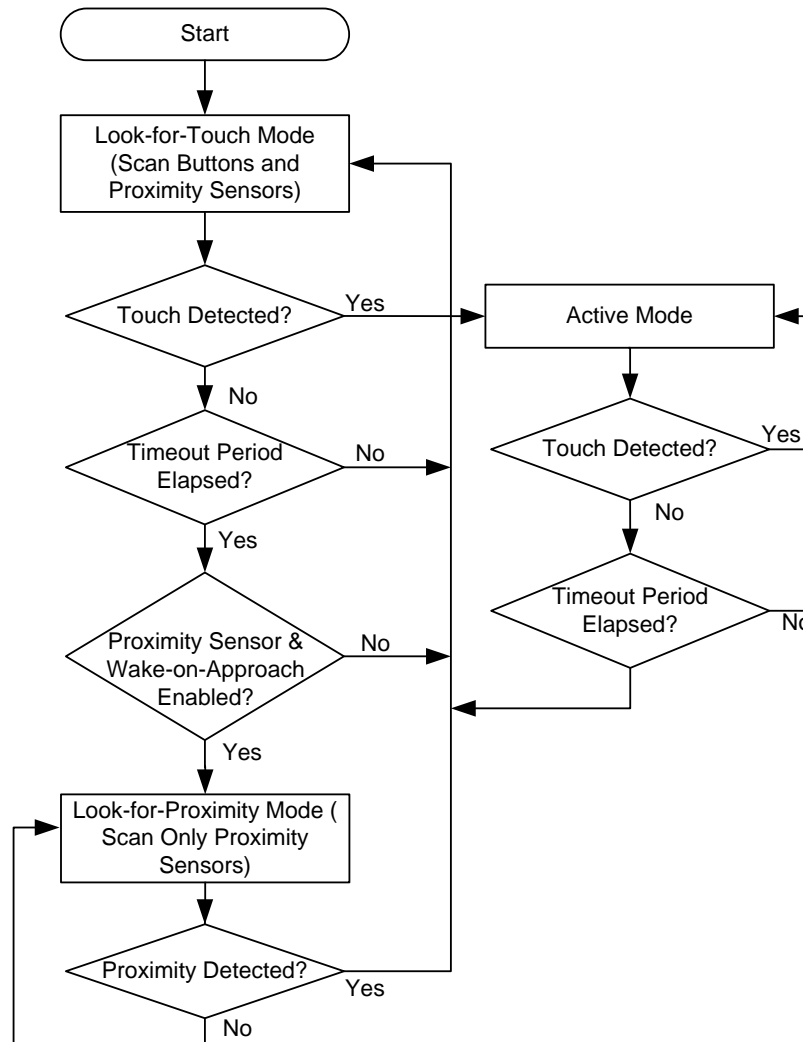 Start
Look-for-Touch Mode
(Scan Buttons and
Proximity Sensors)
Touch Detected?
Yes
No
Timeout Period
Elapsed?
No
Yes
Proximity Sensor &
Wake-on-Approach
Enabled?
No
Yes
Look-for-Proximity Mode (
Scan Only Proximity
Sensors)
Proximity Detected?
Yes
No
Active Mode
Touch Detected?
Yes
No
Timeout Period
Elapsed?
No